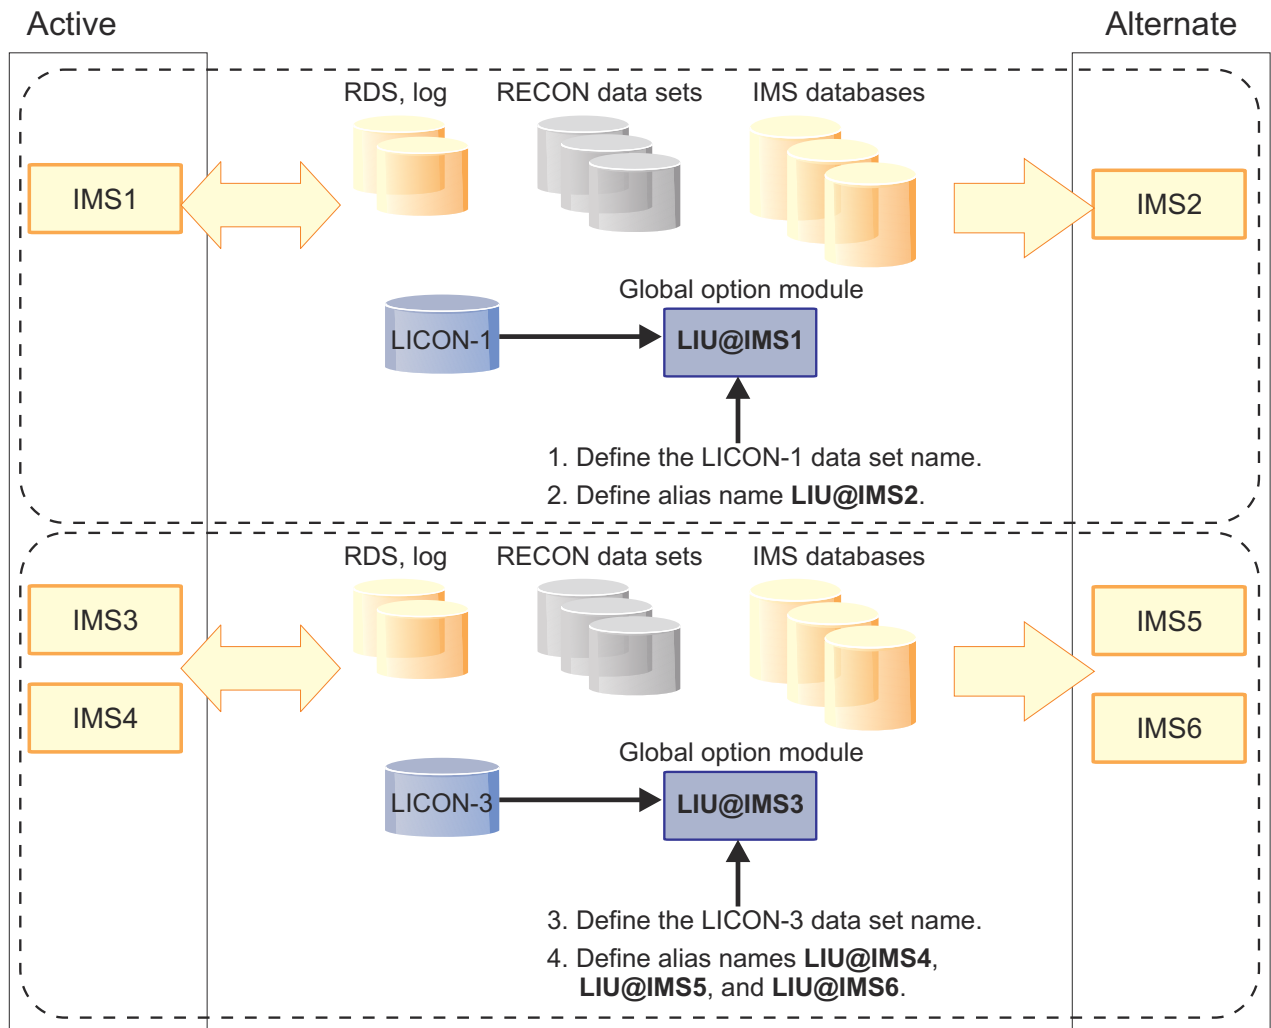 Active
Alternate
RDS, log
RECON data sets
IMS databases
IMS1
IMS2
Global option module
LICON-1
LIU@IMS1
1. Define the LICON-1 data set name.
2. Define alias name LIU@IMS2.
RDS, log
RECON data sets
IMS databases
IMS3
IMS5
IMS4
IMS6
Global option module
LICON-3
LIU@IMS3
3. Define the LICON-3 data set name.
4. Define alias names LIU@IMS4,
LIU@IMS5, and LIU@IMS6.